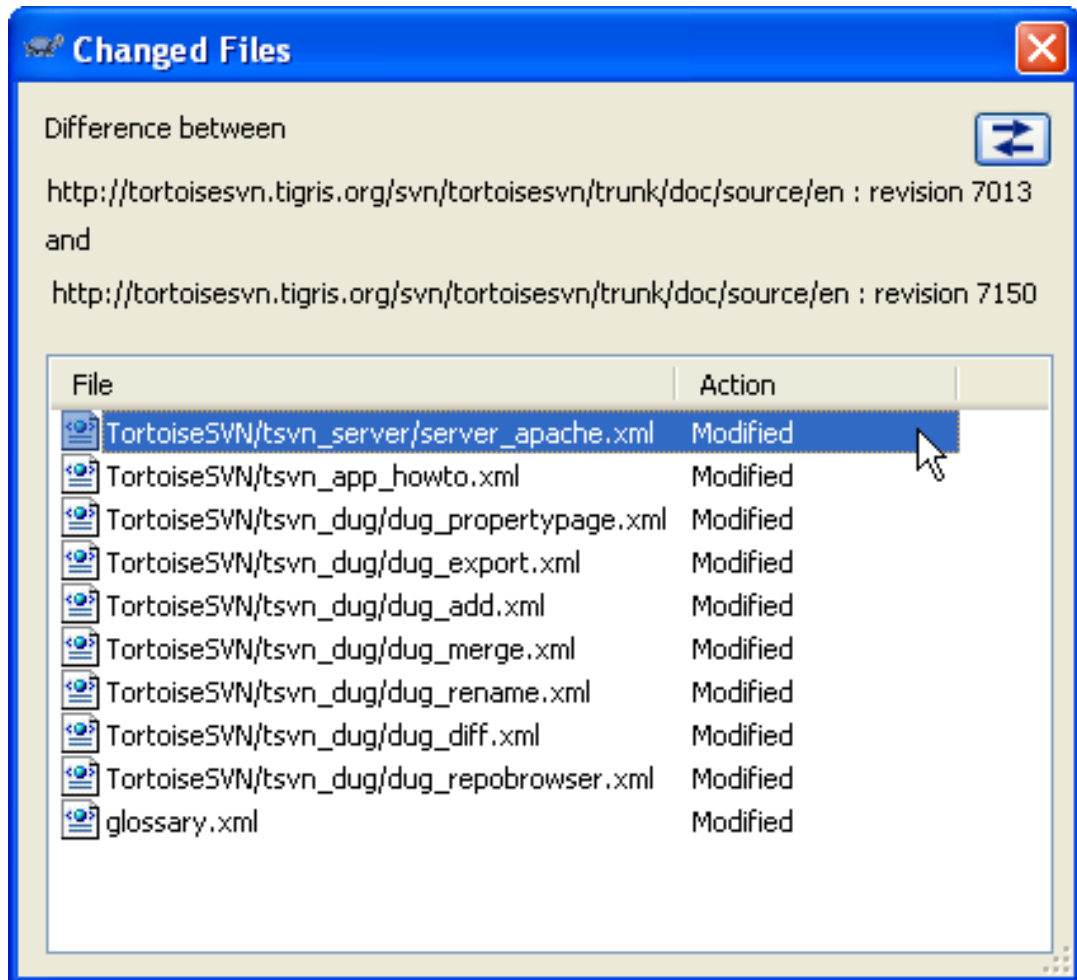 Changed Files
Difference between
http://tortoisesvn.tigris.org/svn/tortoisesvn/trunk/doc/source/en : revision 7013
and
http://tortoisesvn.tigris.org/svn/tortoisesvn/trunk/doc/source/en : revision 7150
File Action
TortoiseSVN/tsvn_server/server_apache.xml Modified
TortoiseSVN/tsvn_app_howto.xml Modified
TortoiseSVN/tsvn_dug/dug_propertypage.xml Modified
TortoiseSVN/tsvn_dug/dug_export.xml Modified
TortoiseSVN/tsvn_dug/dug_add.xml Modified
TortoiseSVN/tsvn_dug/dug_merge.xml Modified
TortoiseSVN/tsvn_dug/dug_rename.xml Modified
TortoiseSVN/tsvn_dug/dug_diff.xml Modified
TortoiseSVN/tsvn_dug/dug_repobrowser.xml Modified
glossary.xml Modified